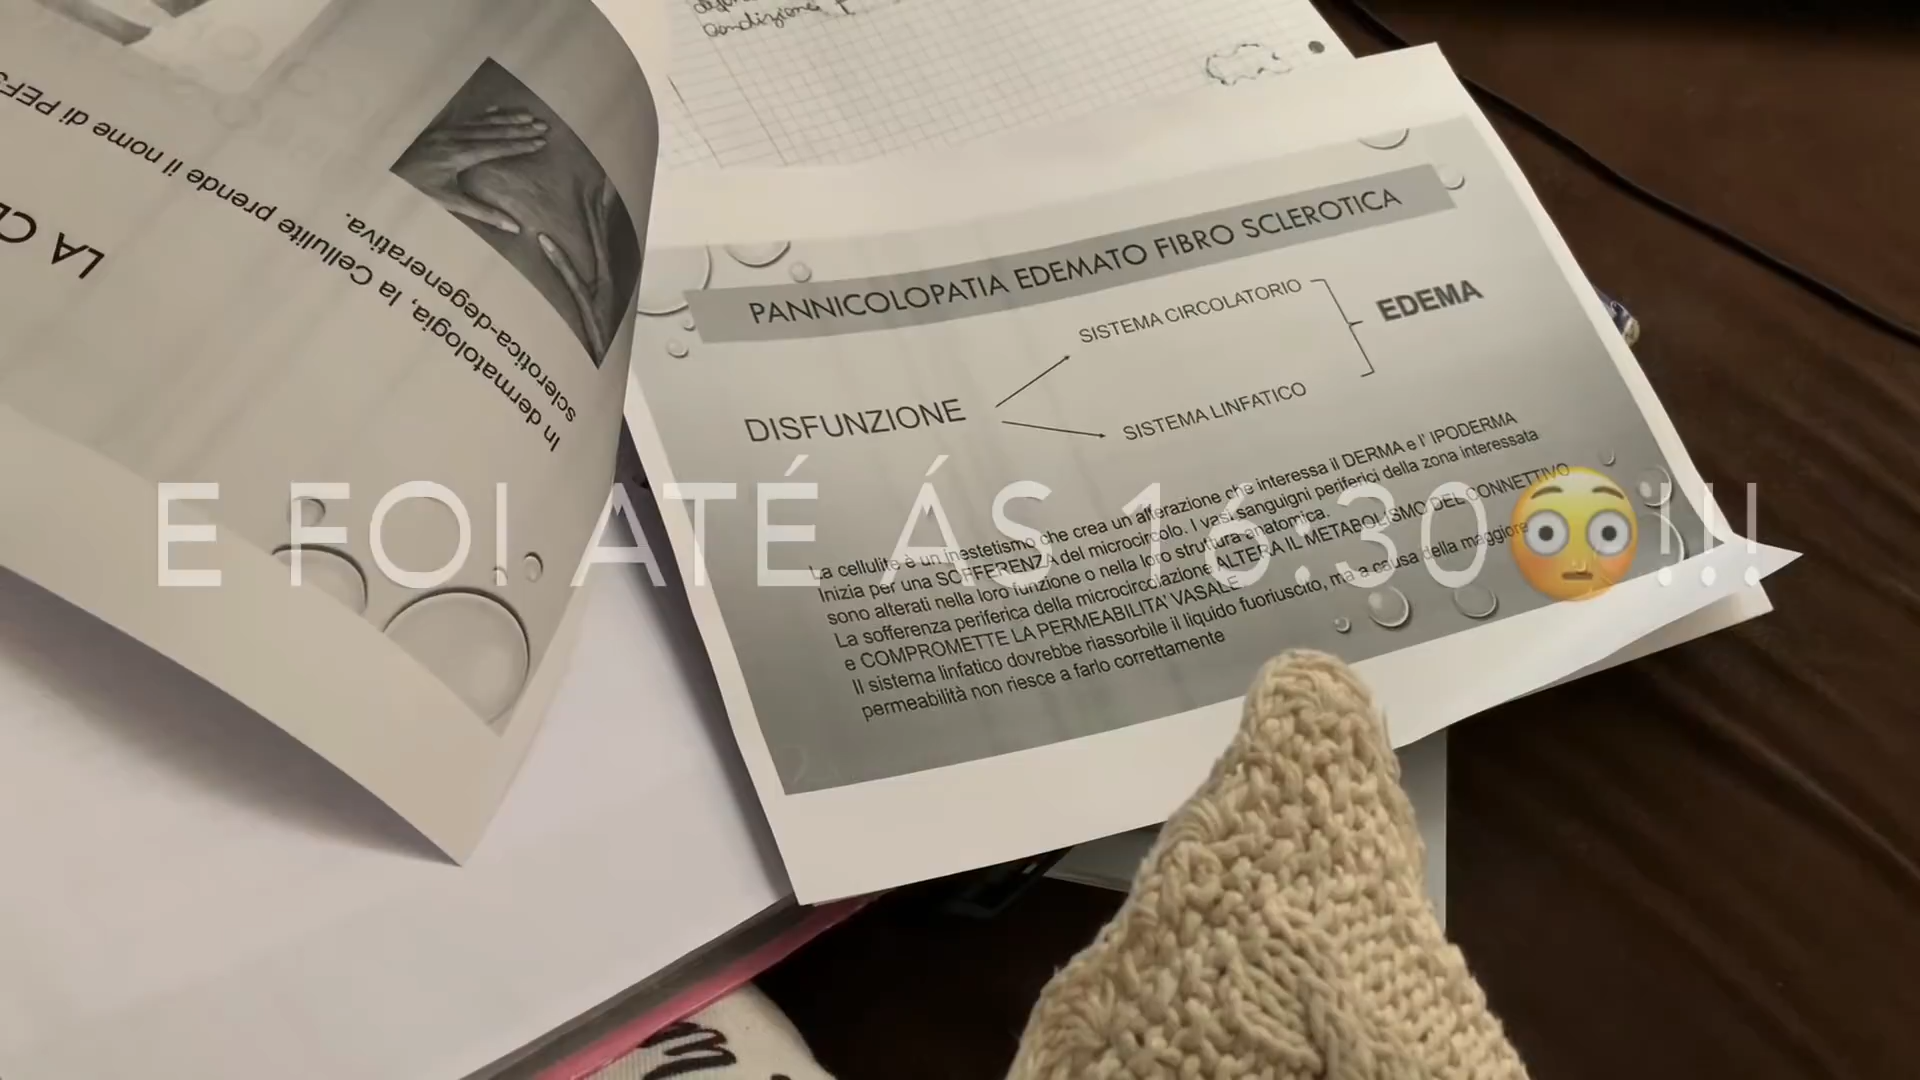 Condizione
LA
In dermatologia, la Cellulite prende il nome di PEFS
sclerotica-degenerativa.
PANNICOLOPATIA EDEMATO FIBRO SCLEROTICA
SISTEMA CIRCOLATORIO
EDEMA
DISFUNZIONE
SISTEMA LINFATICO
La cellulite è un inestetismo che crea un alterazione che interessa il DERMA e l' IPODERMA
Inizia per una SOFFERENZA del microcircolo. I vasi sanguigni periferici della zona interessata
sono alterati nella loro funzione o nella loro struttura anatomica.
La sofferenza periferica della microcircolazione ALTERA IL METABOLISMO DEL CONNETTIVO
e COMPROMETTE LA PERMEABILITA' VASALE
Il sistema linfatico dovrebbe riassorbile il liquido fuoriuscito, ma a causa della maggiore
permeabilità non riesce a farlo correttamente
E FOI ATÉ ÁS 16:30😳!!!